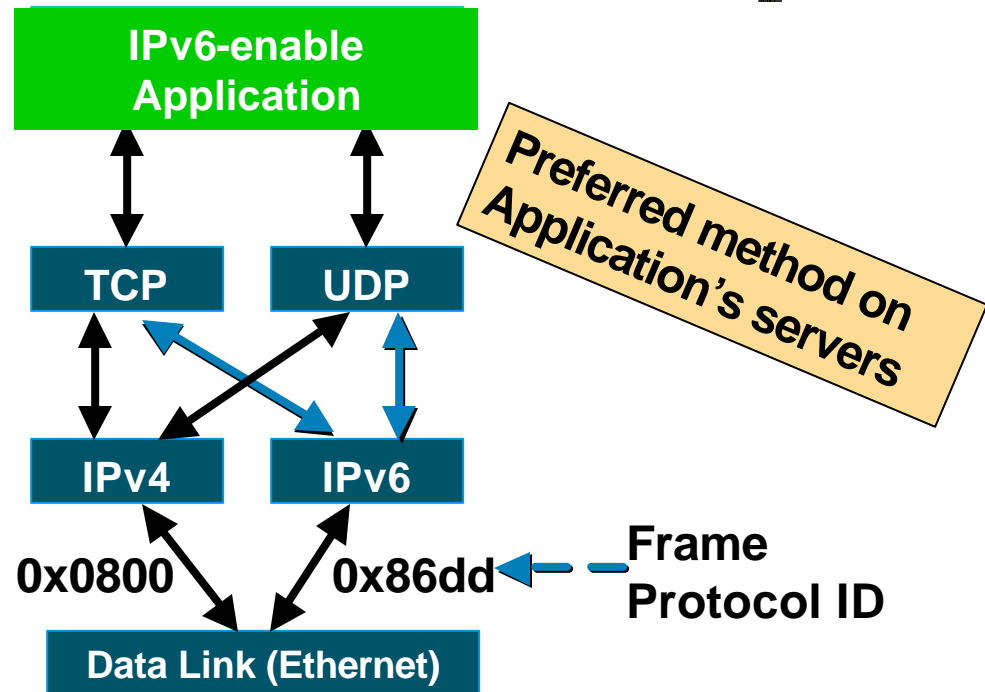 IPv6-enable
Application
Preferred method on
Application's servers
TCP
UDP
IPv4
IPv6
0x0800
0x86dd
Frame
Protocol ID
Data Link (Ethernet)